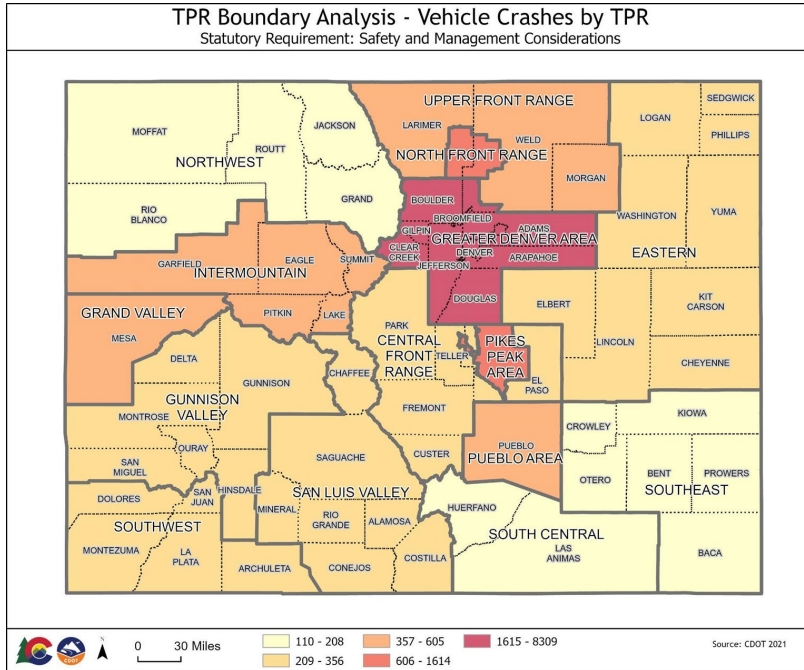 TPR Boundary Analysis - Vehicle Crashes by TPR
Statutory Requirement: Safety and Management Considerations
UPPER FRONT RANGE
LOGAN
SEDGWICK
PHILLIPS
MOFFAT
JACKSON
LARIMER
WELD
ROUTT
NORTHWEST
NORTH FRONT RANGE
MORGAN
GRAND
BOULDER
WASHINGTON
YUMA
RIO
BLANCO
BROOMFIELD
GILPIN
ADAMS
GREATER DENVER AREA
EASTERN
CLEAR
CREEK
DENVER
ARAPAHOE
JEFFERSON
GARFIELD
EAGLE
SUMMIT
INTERMOUNTAIN
DOUGLAS
ELBERT
KIT
CARSON
GRAND VALLEY
PITKIN
LAKE
MESA
PARK
CENTRAL
FRONT
RANGE
TELLER
PIKES
PEAK
AREA
LINCOLN
CHEYENNE
DELTA
GUNNISON
CHAFFEE
EL
PASO
GUNNISON
VALLEY
MONTROSE
FREMONT
CROWLEY
KIOWA
OURAY
SAGUACHE
CUSTER
PUEBLO
PUEBLO AREA
SAN
MIGUEL
OTERO
BENT
PROWERS
SOUTHEAST
DOLORES
SAN
JUAN
HINSDALE
SAN LUIS VALLEY
MINERAL
RIO
GRANDE
ALAMOSA
HUERFANO
SOUTHWEST
SOUTH CENTRAL
MONTEZUMA
LA
PLATA
ARCHULETA
CONEJOS
COSTILLA
LAS
ANIMAS
BACA
CDOT
N
0 30 Miles
110 - 208
357 - 605
1615 - 8309
209 - 356
606 - 1614
Source: CDOT 2021